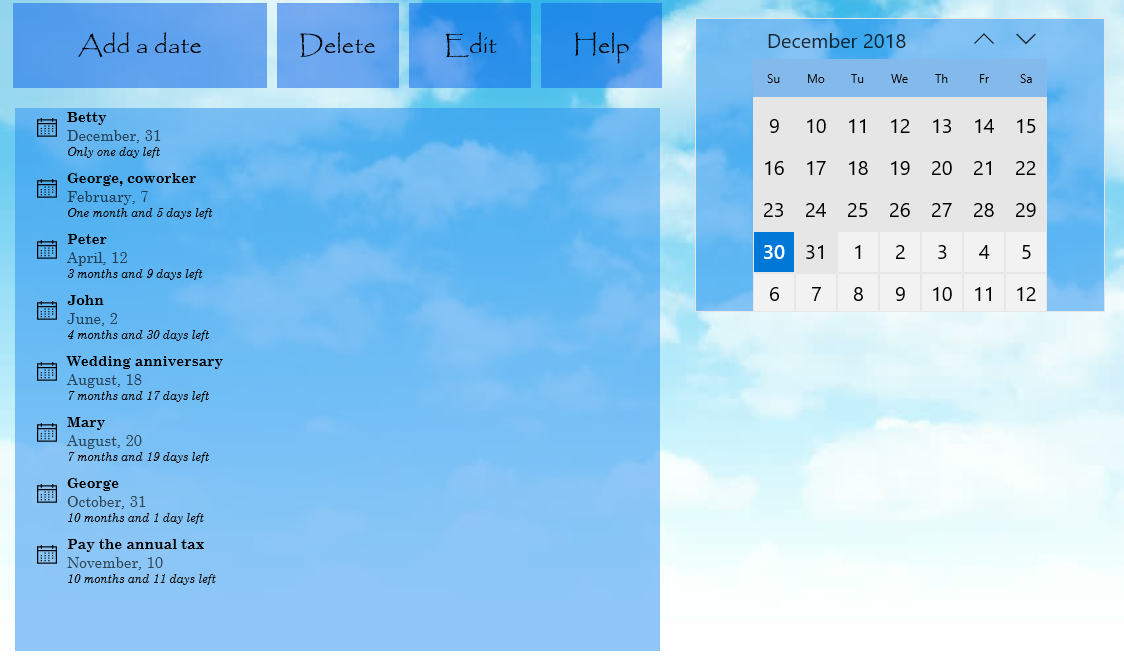 Add a date Delete Edit Help
Betty
December, 31
Only one day left
George, coworker
February, 7
One month and 5 days left
Peter
April, 12
3 months and 9 days left
John
June, 2
4 months and 30 days left
Wedding anniversary
August, 18
7 months and 17 days left
Mary
August, 20
7 months and 19 days left
George
October, 31
10 months and 1 day left
Pay the annual tax
November, 10
10 months and 11 days left
December 2018
Su Mo Tu We Th Fr Sa
9 10 11 12 13 14 15
16 17 18 19 20 21 22
23 24 25 26 27 28 29
30 31 1 2 3 4 5
6 7 8 9 10 11 12